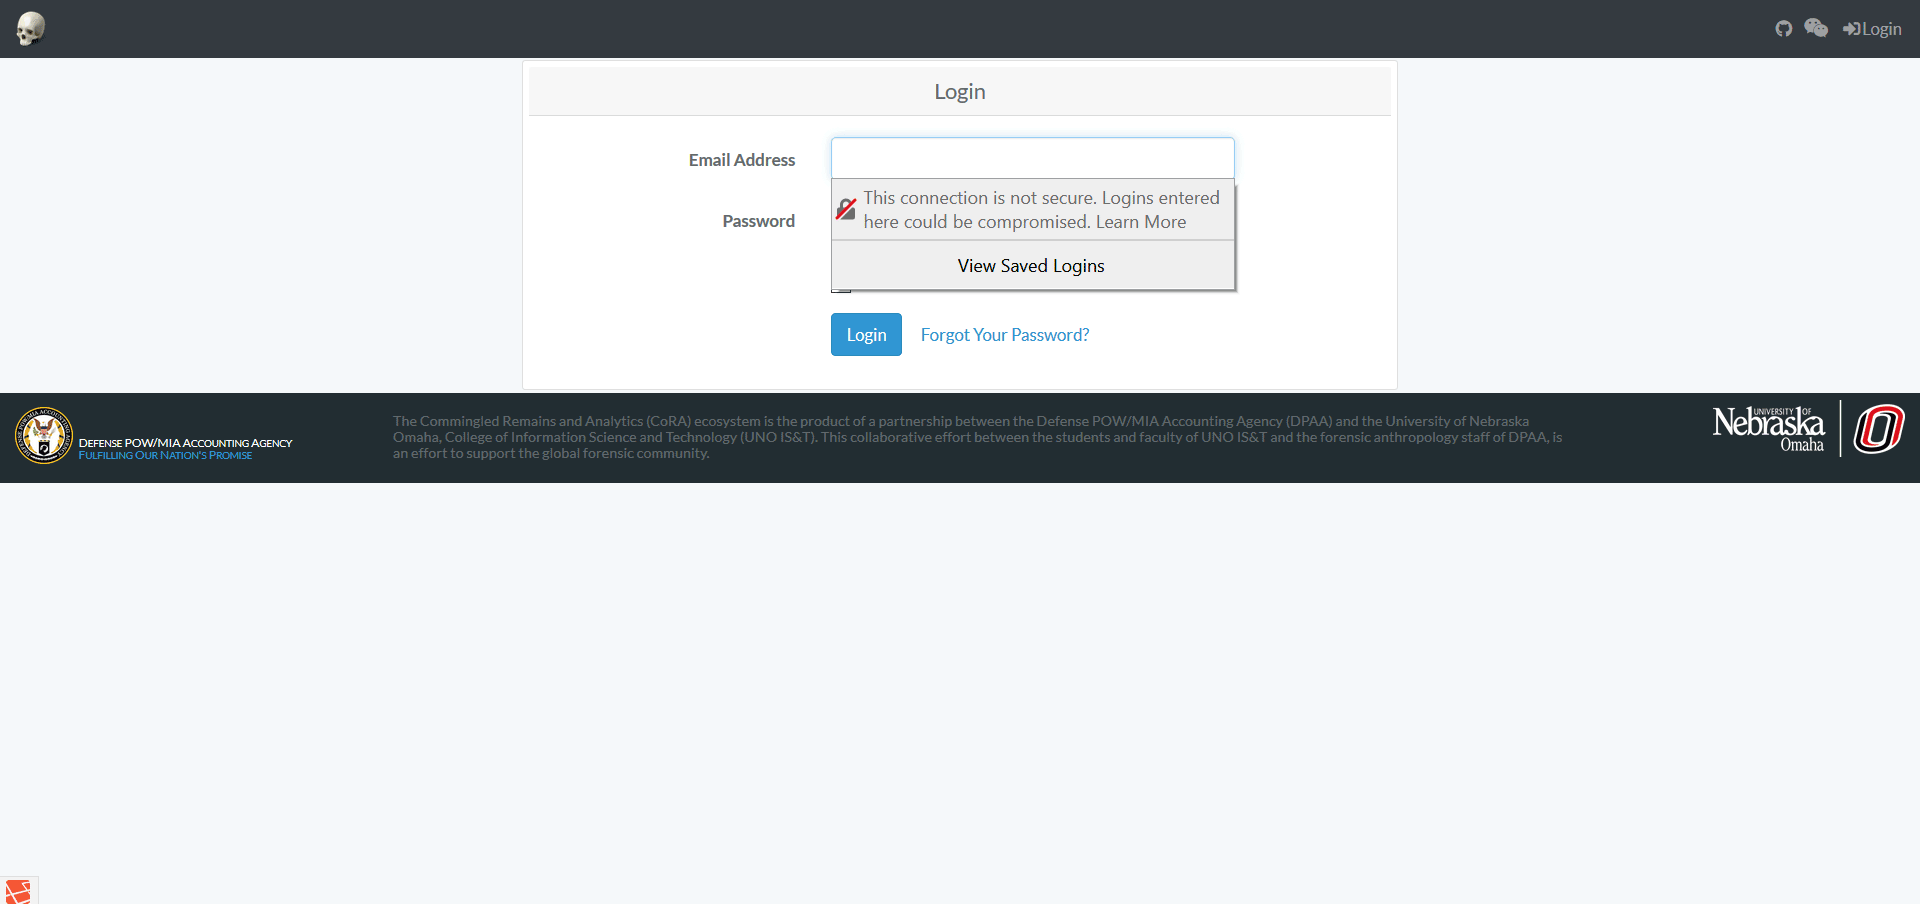 Login
Login
Email Address
This connection is not secure. Logins entered
here could be compromised. Learn More
Password
View Saved Logins
Login
Forgot Your Password?
DEFENSE POW/MIA ACCOUNTING AGENCY
FULFILLING OUR NATION'S PROMISE
The Commingled Remains and Analytics (CoRA) ecosystem is the product of a partnership between the Defense POW/MIA Accounting Agency (DPAA) and the University of Nebraska
Omaha, College of Information Science and Technology (UNO IS&T). This collaborative effort between the students and faculty of UNO IS&T and the forensic anthropology staff of DPAA, is
an effort to support the global forensic community.
UNIVERSITY OF
Nebraska
Omaha
O